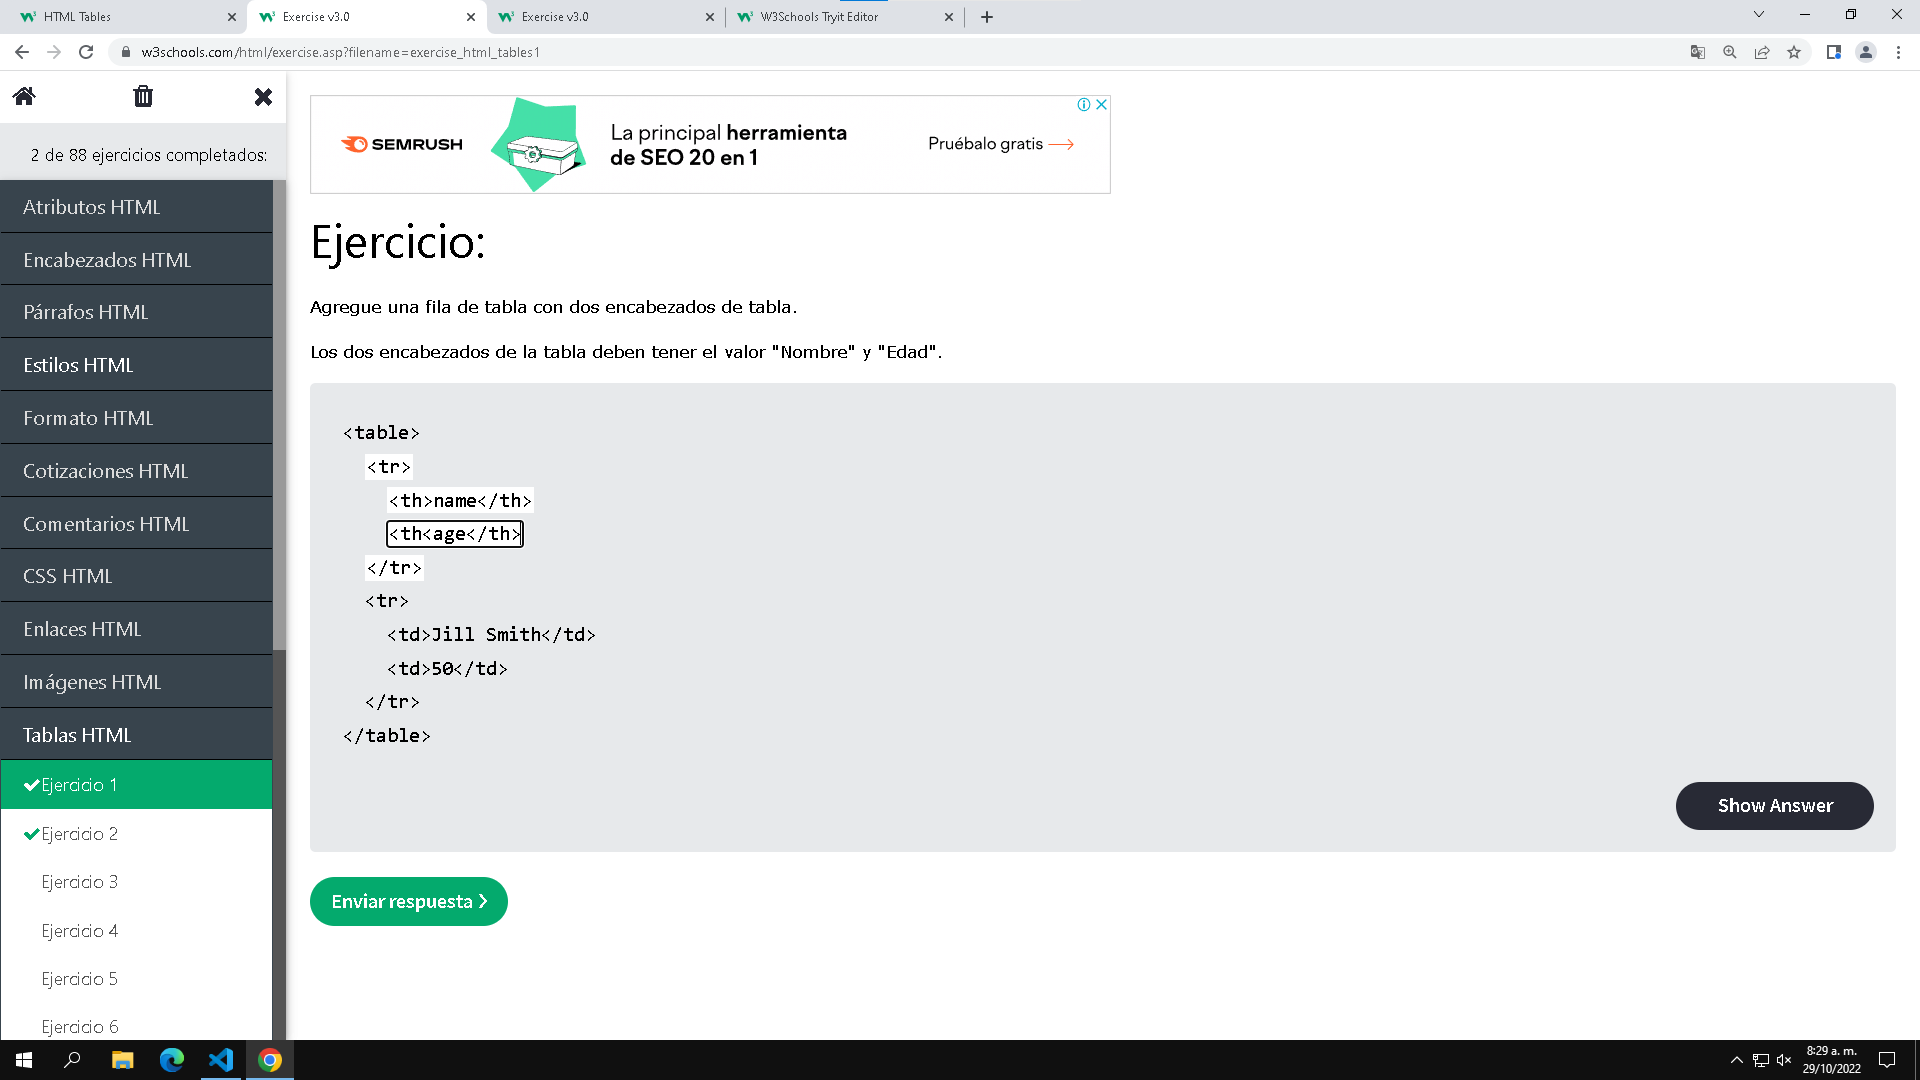 HTML Tables
Exercise v3.0
Exercise v3.0
W3Schools Tryit Editor
w3schools.com/html/exercise.asp?filename=exercise_html_tables1
2 de 88 ejercicios completados:
Atributos HTML
Encabezados HTML
Párrafos HTML
Estilos HTML
Formato HTML
Cotizaciones HTML
Comentarios HTML
CSS HTML
Enlaces HTML
Imágenes HTML
Tablas HTML
Ejercicio 1
Ejercicio 2
Ejercicio 3
Ejercicio 4
Ejercicio 5
Ejercicio 6
SEMRUSH
La principal herramienta
de SEO 20 en 1
Pruébalo gratis
Ejercicio:
Agregue una fila de tabla con dos encabezados de tabla.
Los dos encabezados de la tabla deben tener el valor "Nombre" y "Edad".
<table>
<tr>
<th>name</th>
<th<age</th>
</tr>
<tr>
<td>Jill Smith</td>
<td>50</td>
</tr>
</table>
Show Answer
Enviar respuesta ❯
8:29 a. m.
29/10/2022